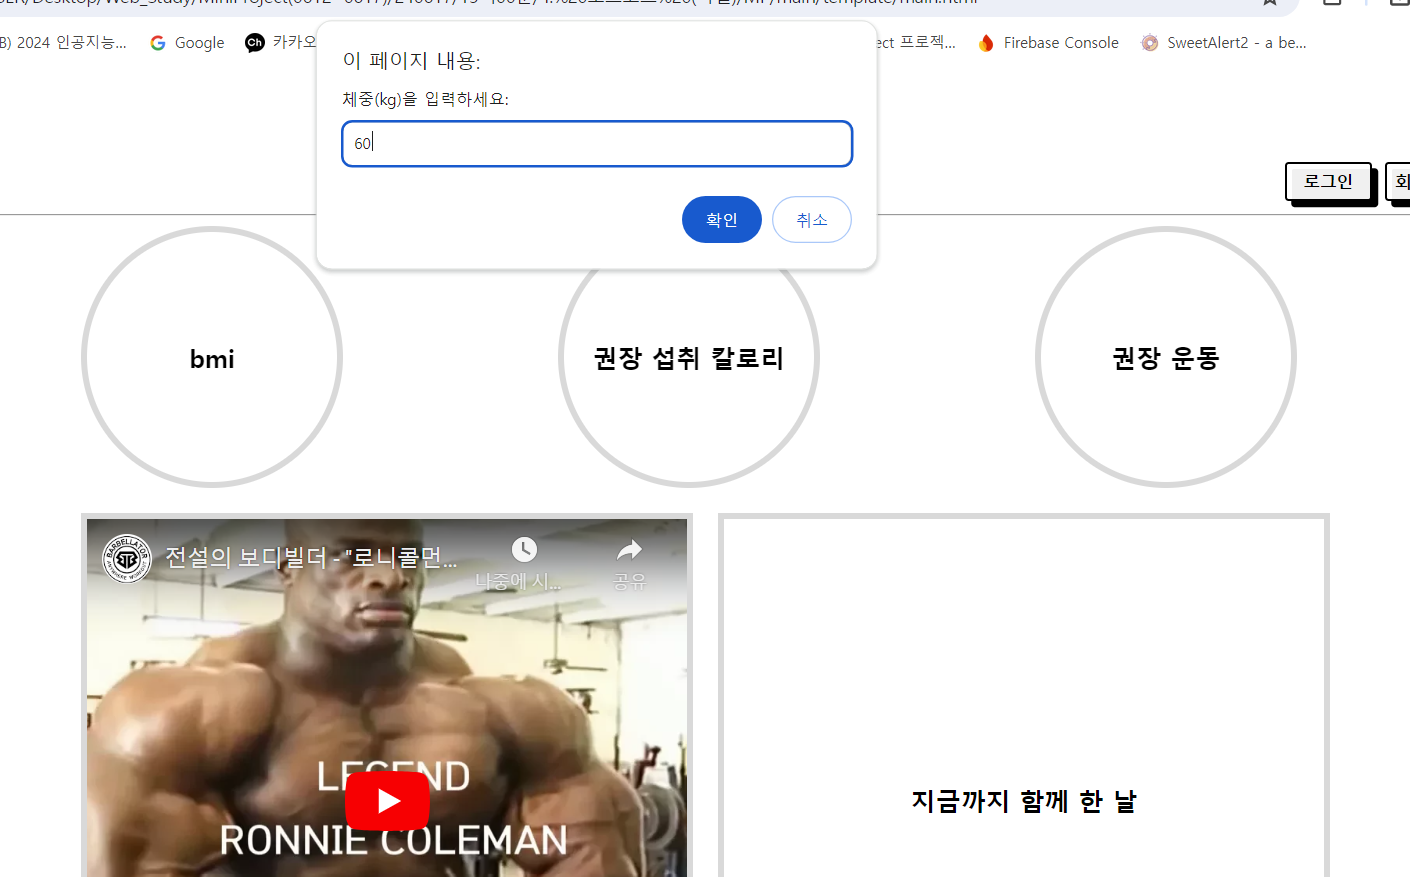 B) 2024 인공지능...
Google
카카오
ect 프로젝...
Firebase Console
SweetAlert2 - a be...
이 페이지 내용:
체중(kg)을 입력하세요:
60
확인
취소
로그인
회
bmi
권장 섭취 칼로리
권장 운동
전설의 보디빌더 - "로니콜먼...
나중에 시...
공유
LEGEND
RONNIE COLEMAN
지금까지 함께 한 날